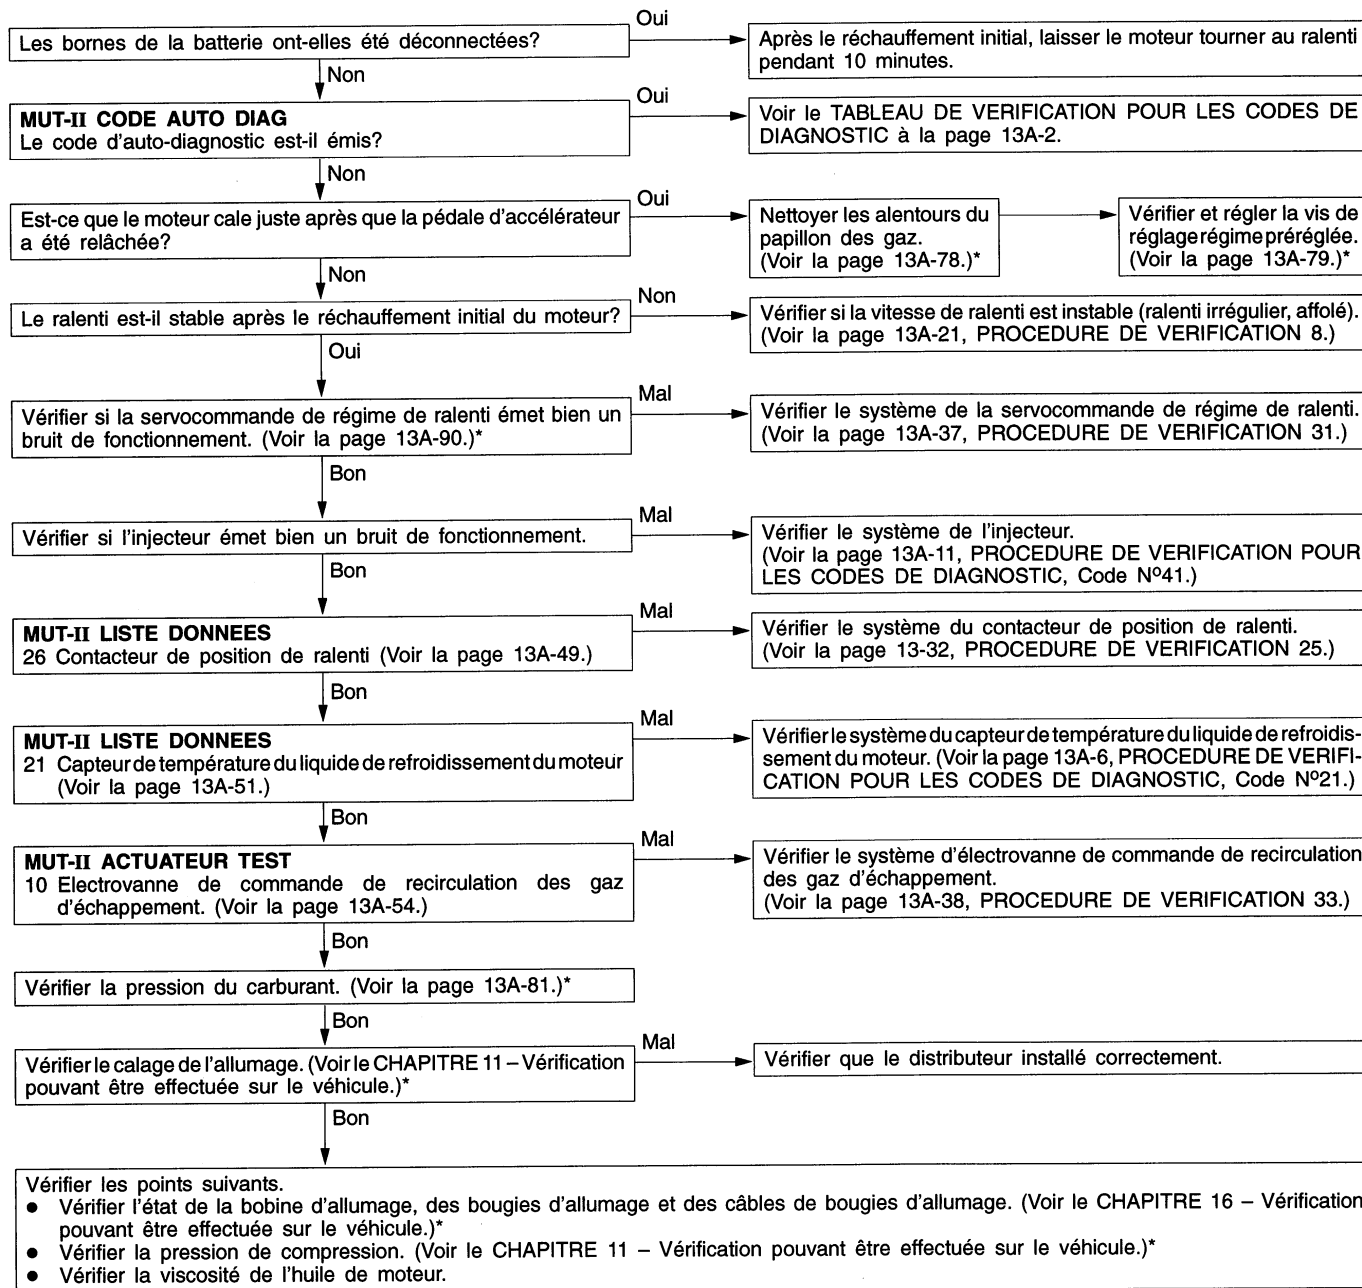 Les bornes de la batterie ont-elles été déconnectées?
Oui
Après le réchauffement initial, laisser le moteur tourner au ralenti
pendant 10 minutes.
Non
MUT-II CODE AUTO DIAG
Le code d'auto-diagnostic est-il émis?
Oui
Voir le TABLEAU DE VERIFICATION POUR LES CODES DE
DIAGNOSTIC à la page 13A-2.
Non
Est-ce que le moteur cale juste après que la pédale d'accélérateur
a été relâchée?
Oui
Nettoyer les alentours du
papillon des gaz.
(Voir la page 13A-78.)*
Vérifier et régler la vis de
réglage régime préréglée.
(Voir la page 13A-79.)*
Non
Le ralenti est-il stable après le réchauffement initial du moteur?
Non
Vérifier si la vitesse de ralenti est instable (ralenti irrégulier, affolé).
(Voir la page 13A-21, PROCEDURE DE VERIFICATION 8.)
Oui
Vérifier si la servocommande de régime de ralenti émet bien un
bruit de fonctionnement. (Voir la page 13A-90.)*
Mal
Vérifier le système de la servocommande de régime de ralenti.
(Voir la page 13A-37, PROCEDURE DE VERIFICATION 31.)
Bon
Vérifier si l'injecteur émet bien un bruit de fonctionnement.
Mal
Vérifier le système de l'injecteur.
(Voir la page 13A-11, PROCEDURE DE VERIFICATION POUR
LES CODES DE DIAGNOSTIC, Code Nº41.)
Bon
MUT-II LISTE DONNEES
26 Contacteur de position de ralenti (Voir la page 13A-49.)
Mal
Vérifier le système du contacteur de position de ralenti.
(Voir la page 13-32, PROCEDURE DE VERIFICATION 25.)
Bon
MUT-II LISTE DONNEES
21 Capteur de température du liquide de refroidissement du moteur
(Voir la page 13A-51.)
Mal
Vérifier le système du capteur de température du liquide de refroidis-
sement du moteur. (Voir la page 13A-6, PROCEDURE DE VERIFI-
CATION POUR LES CODES DE DIAGNOSTIC, Code Nº21.)
Bon
MUT-II ACTUATEUR TEST
10 Electrovanne de commande de recirculation des gaz
d'échappement. (Voir la page 13A-54.)
Mal
Vérifier le système d'électrovanne de commande de recirculation
des gaz d'échappement.
(Voir la page 13A-38, PROCEDURE DE VERIFICATION 33.)
Bon
Vérifier la pression du carburant. (Voir la page 13A-81.)*
Bon
Vérifier le calage de l'allumage. (Voir le CHAPITRE 11 – Vérification
pouvant être effectuée sur le véhicule.)*
Mal
Vérifier que le distributeur installé correctement.
Bon
Vérifier les points suivants.
● Vérifier l'état de la bobine d'allumage, des bougies d'allumage et des câbles de bougies d'allumage. (Voir le CHAPITRE 16 – Vérification
pouvant être effectuée sur le véhicule.)*
● Vérifier la pression de compression. (Voir le CHAPITRE 11 – Vérification pouvant être effectuée sur le véhicule.)*
● Vérifier la viscosité de l'huile de moteur.